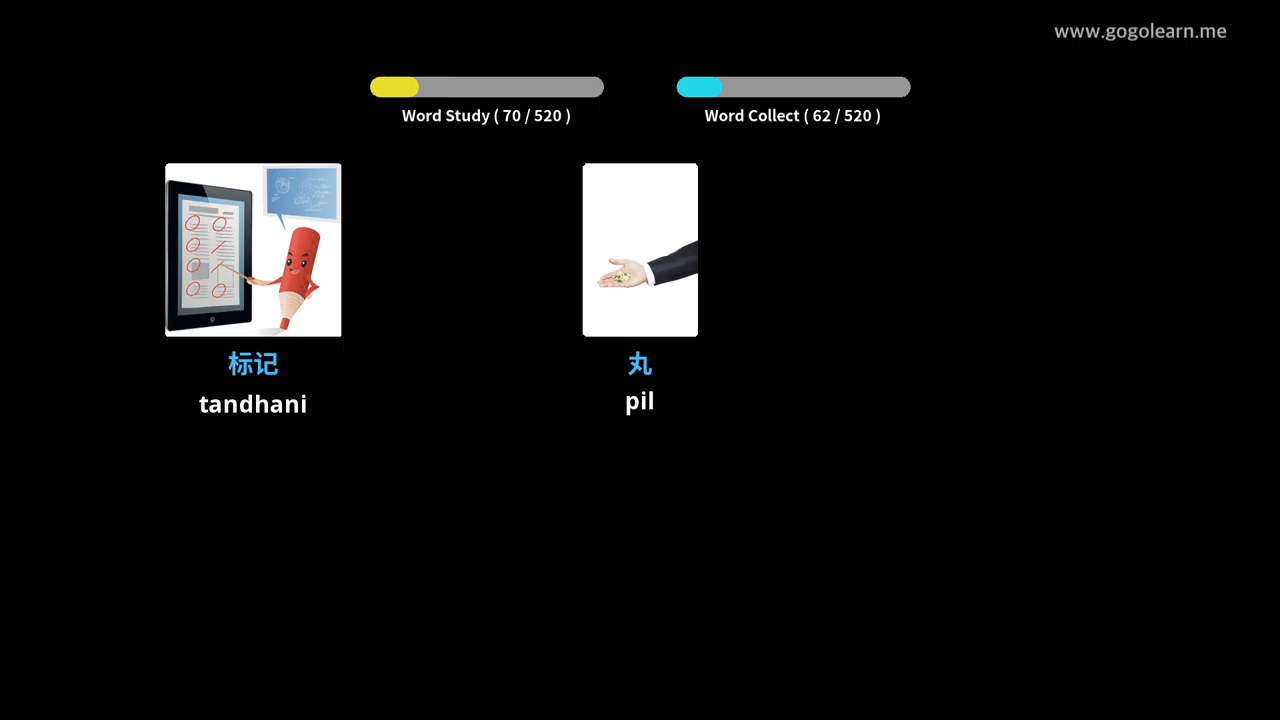 www.gogolearn.me
Word Study ( 70 / 520 )
Word Collect ( 62 / 520 )
标记
tandhani
丸
pil